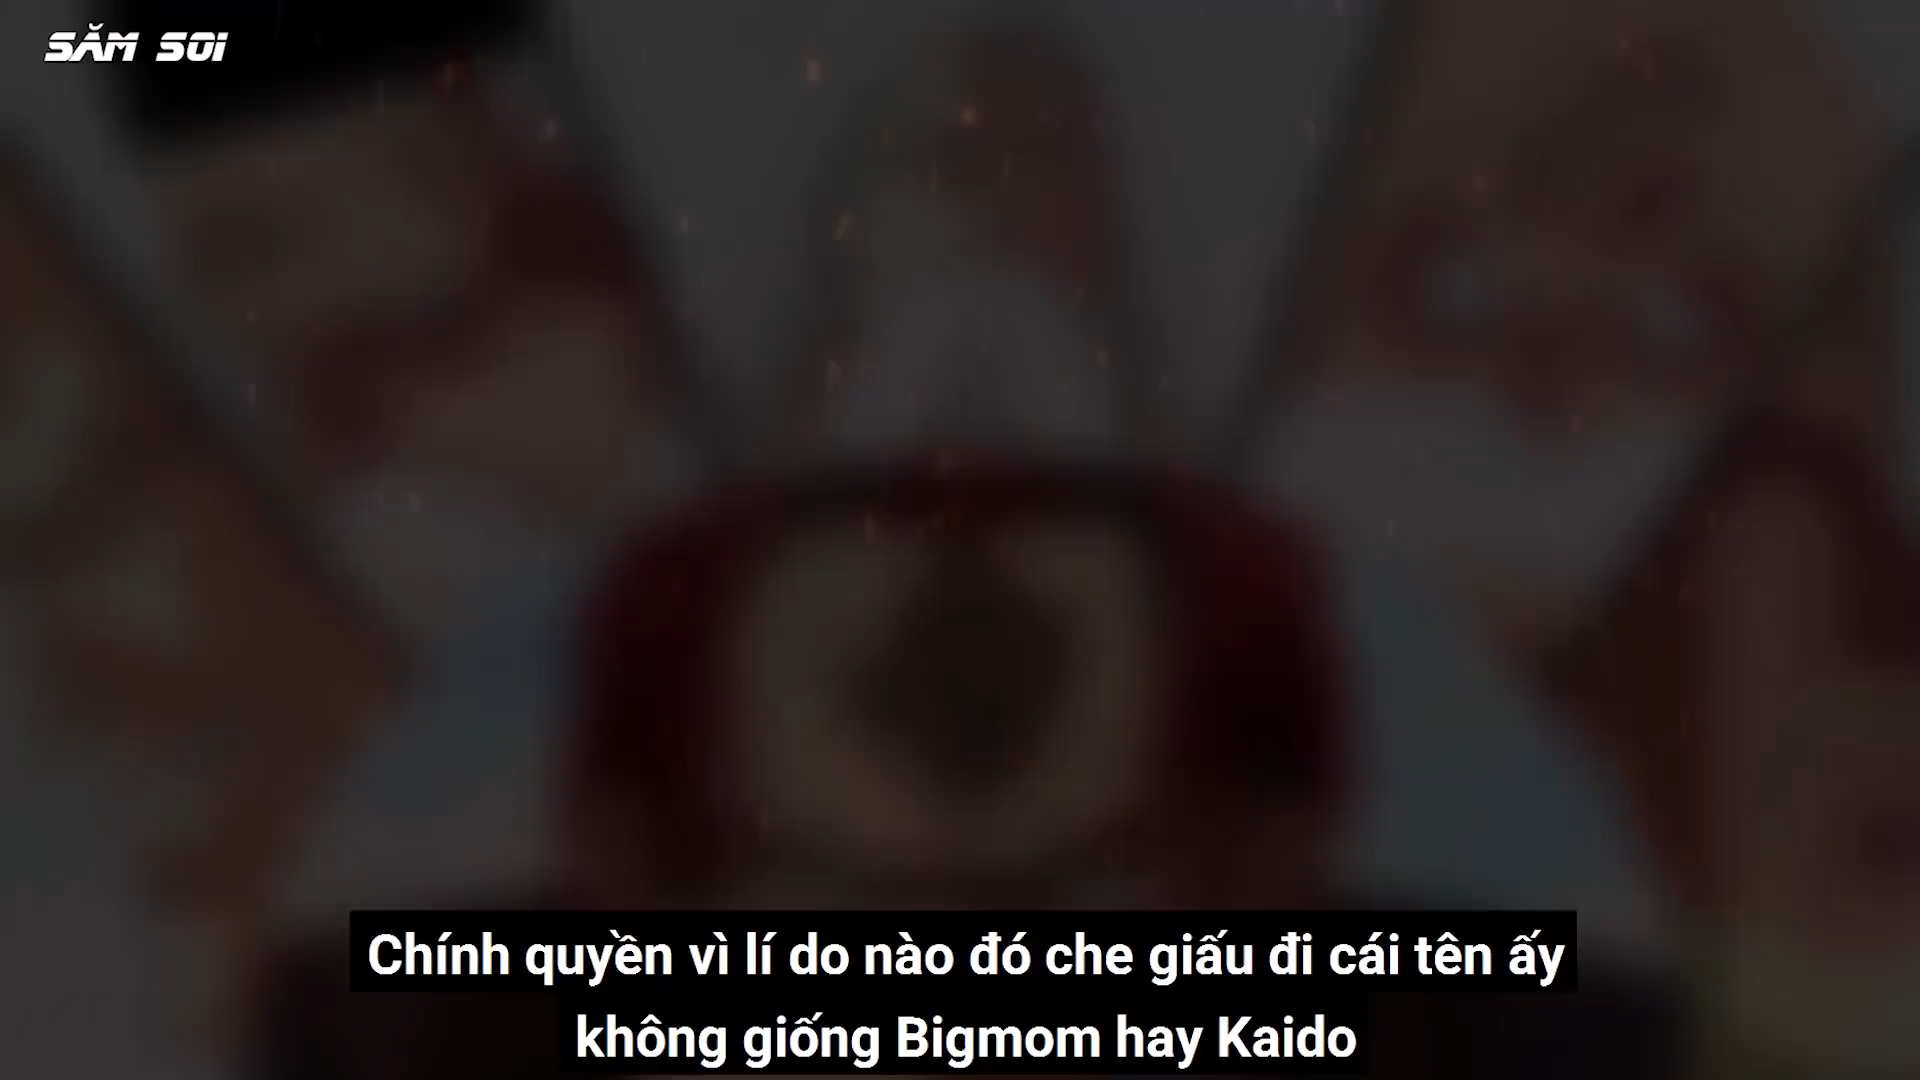 SĂM SOI
Chính quyền vì lí do nào đó che giấu đi cái tên ấy
không giống Bigmom hay Kaido